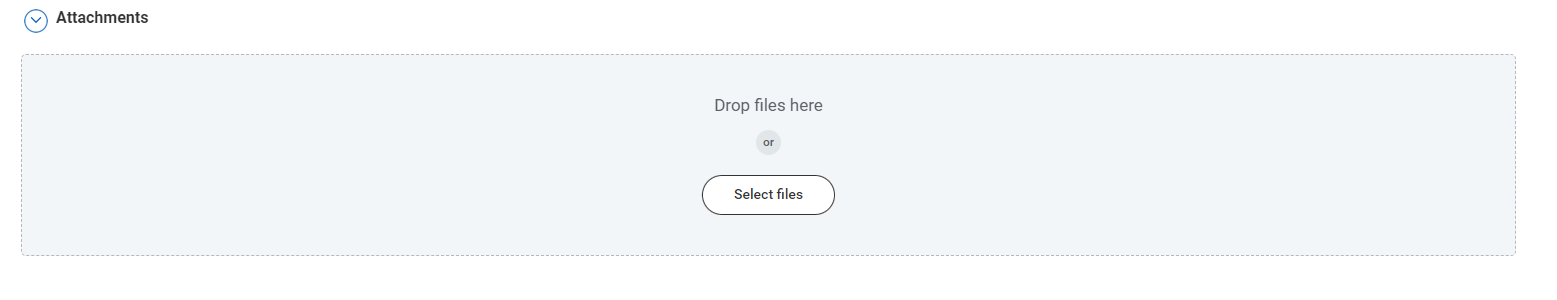 Attachments
Drop files here
or
Select files